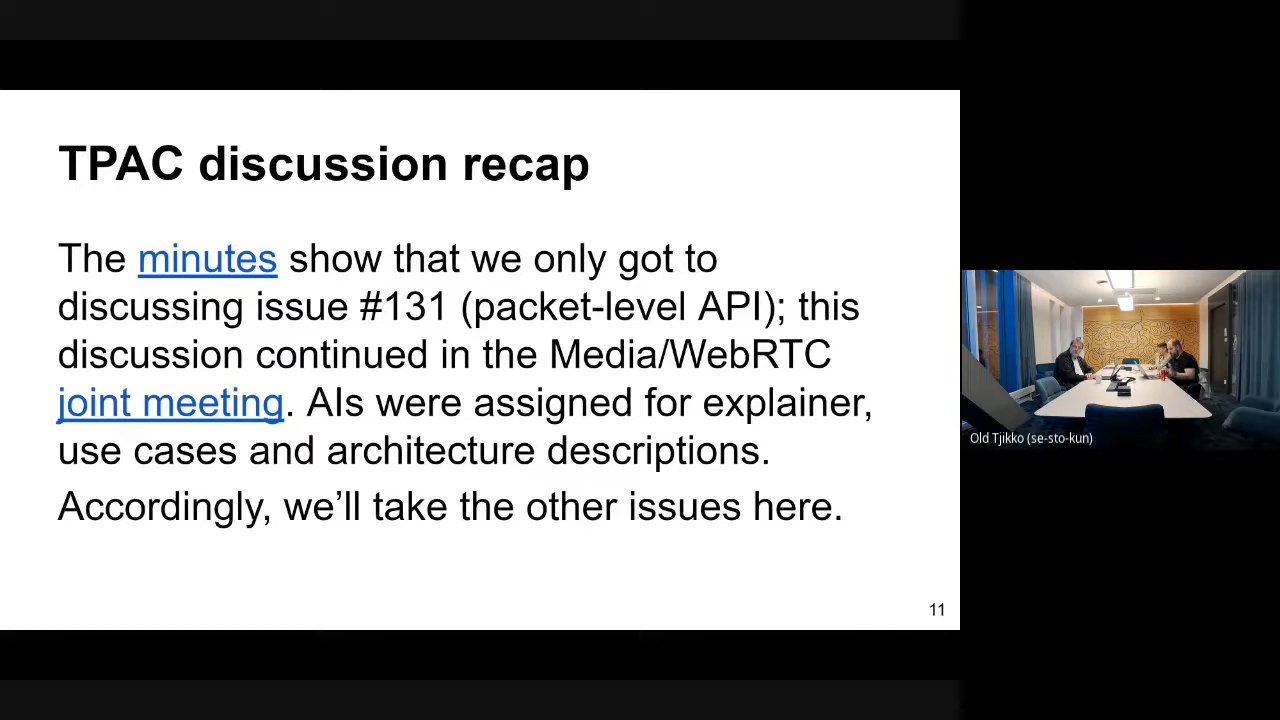 TPAC discussion recap
The minutes show that we only got to
discussing issue #131 (packet-level API); this
discussion continued in the Media/WebRTC
joint meeting. AIs were assigned for explainer,
use cases and architecture descriptions.
Accordingly, we’ll take the other issues here.
11
Old Tjikko (se-sto-kun)